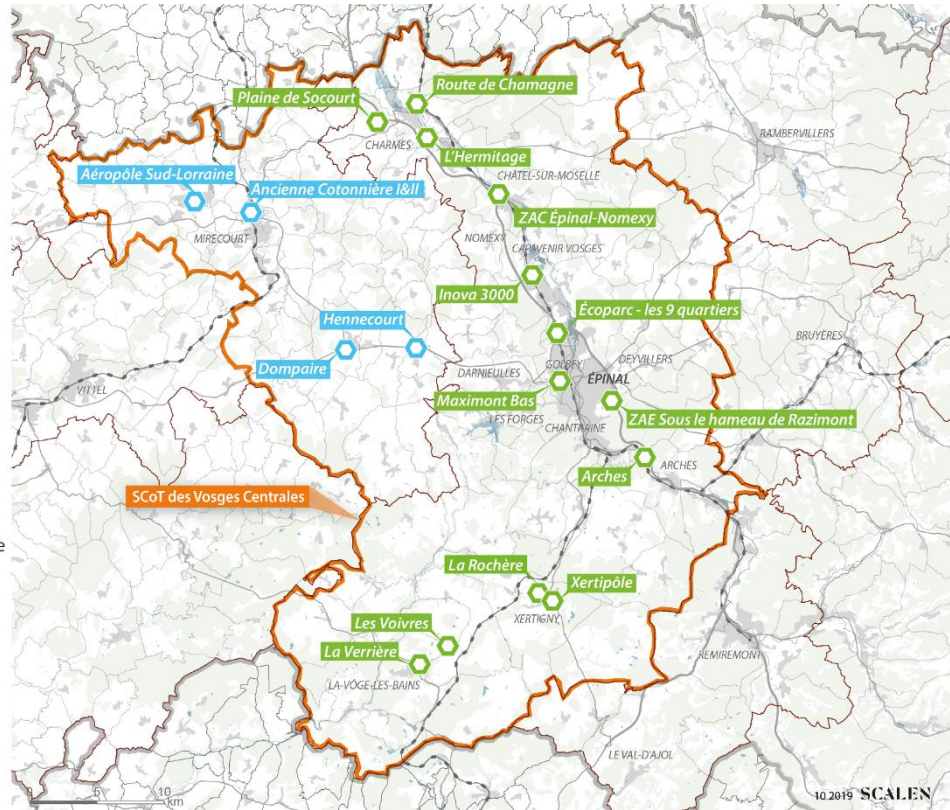 Route de Chamagne
Plaine de Socourt
CHARMES
L'Hermitage
RAMBERVILLERS
Aéropôle Sud-Lorraine
Ancienne Cotonnière I&II
CHÂTEL-SUR-MOSELLE
MIRECOURT
ZAC Épinal-Nomexy
NOMEXY
CAPAVENIR VOSGES
Inova 3000
Hennecourt
Écoparc - les 9 quartiers
BRUYÈRES
Dompaire
DARNIEULLES
GOLBEY
DEYVILLERS
VITTEL
Maximont Bas
ÉPINAL
LES FORGES
CHANTRAINE
ZAE Sous le hameau de Razimont
Arches
ARCHES
SCoT des Vosges Centrales
e
La Rochère
Xertipôle
XERTIGNY
Les Voivres
La Verrière
REMIREMONT
LA-VÔGE-LES-BAINS
LE VAL-D'AJOL
5 10
km
10.2019 SCALEN